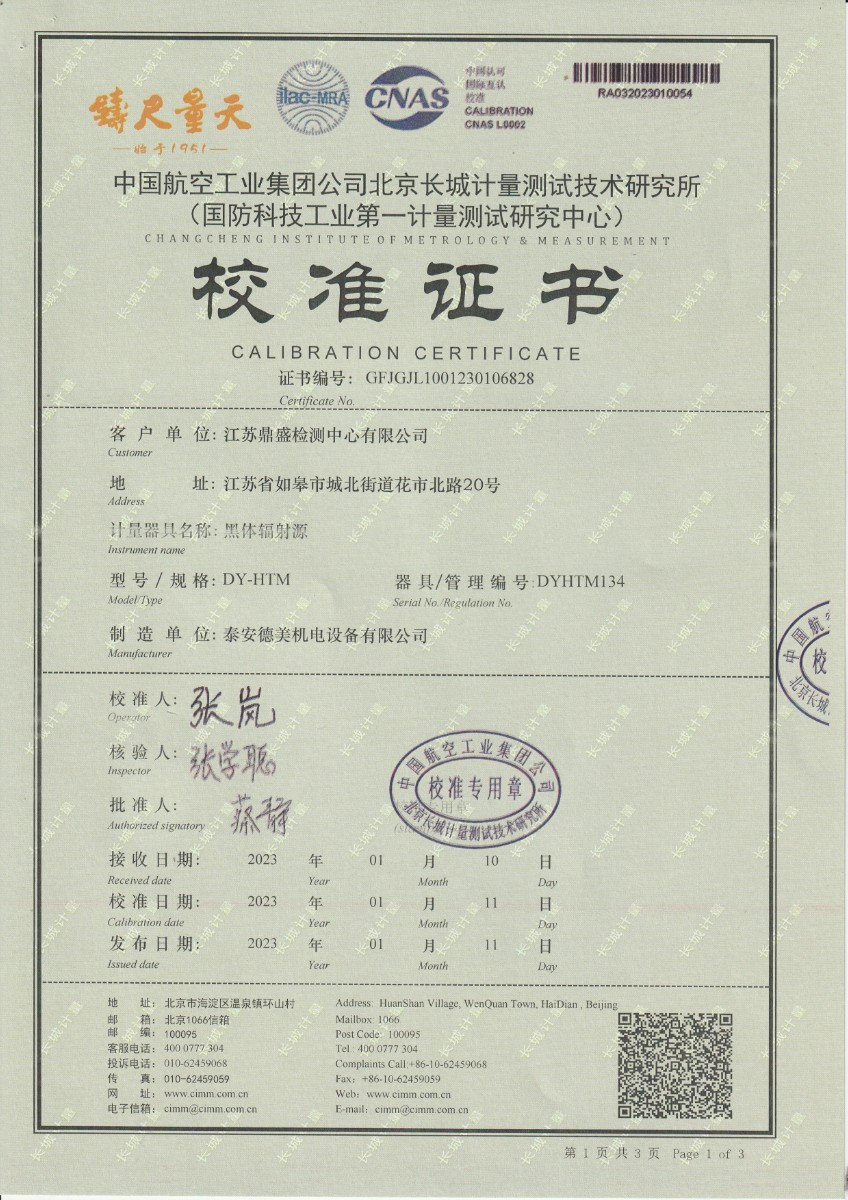 鑄尺量天
始于1951
ilac-MRA
CNAS
中国认可
国际互认
校准
CALIBRATION
CNAS L0002
RA032023010054
中国航空工业集团公司北京长城计量测试技术研究所
（国防科技工业第一计量测试研究中心）
CHANGCHENG INSTITUTE OF METROLOGY & MEASUREMENT
校准证书
CALIBRATION CERTIFICATE
证书编号： GFJGJL1001230106828
Certificate No.
客户单位：江苏鼎盛检测中心有限公司
Customer
地址：江苏省如皋市城北街道花市北路20号
Address
计量器具名称：黑体辐射源
Instrument name
型号/规格：DY-HTM 器具/管理编号：DYHTM134
Model/Type Serial No./Regulation No.
制造单位：泰安德美机电设备有限公司
Manufacturer
校准人：张岚
Operator
核验人：张学聪
Inspector
批准人：蔡静
Authorized signatory
中国航空工业集团公司
校准专用章
北京长城计量测试技术研究所
接收日期： 2023 年 01 月 10 日
Received date Year Month Day
校准日期： 2023 年 01 月 11 日
Calibration date Year Month Day
发布日期： 2023 年 01 月 11 日
Issued date Year Month Day
地址：北京市海淀区温泉镇环山村 Address: HuanShan Village, WenQuan Town, HaiDian , Beijing
邮箱：北京1066信箱 Mailbox: 1066
邮编：100095 Post Code: 100095
客服电话：400 0777 304 Tel.: 400 0777 304
投诉电话：010-62459068 Complaints Call:+86-10-62459068
传真：010-62459059 Fax: +86-10-62459059
网址：www.cimm.com.cn Web: www.cimm.com.cn
电子信箱：cimm@cimm.com.cn E-mail: cimm@cimm.com.cn
第 1 页 共 3 页 Page 1 of 3